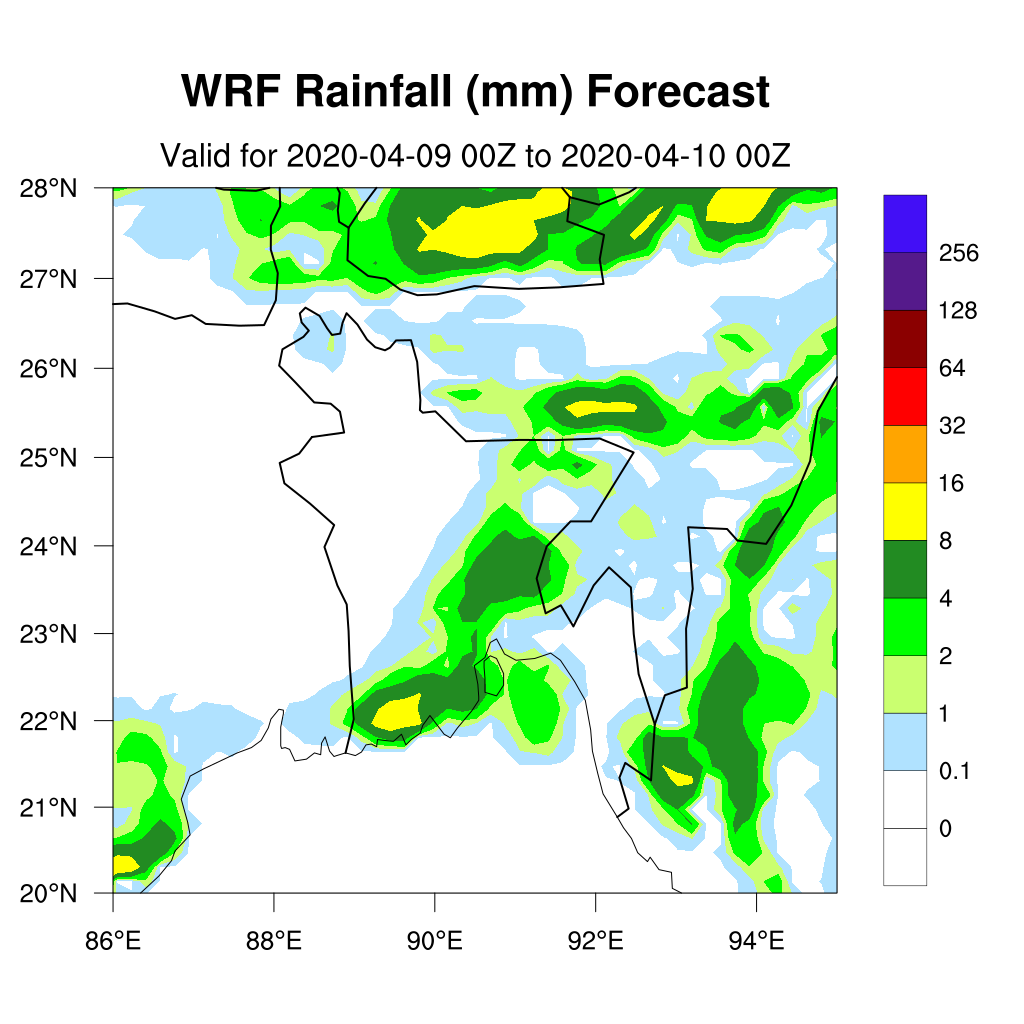 WRF Rainfall (mm) Forecast
Valid for 2020-04-09 00Z to 2020-04-10 00Z
28°N
27°N
26°N
25°N
24°N
23°N
22°N
21°N
20°N
86°E 88°E 90°E 92°E 94°E
256
128
64
32
16
8
4
2
1
0.1
0